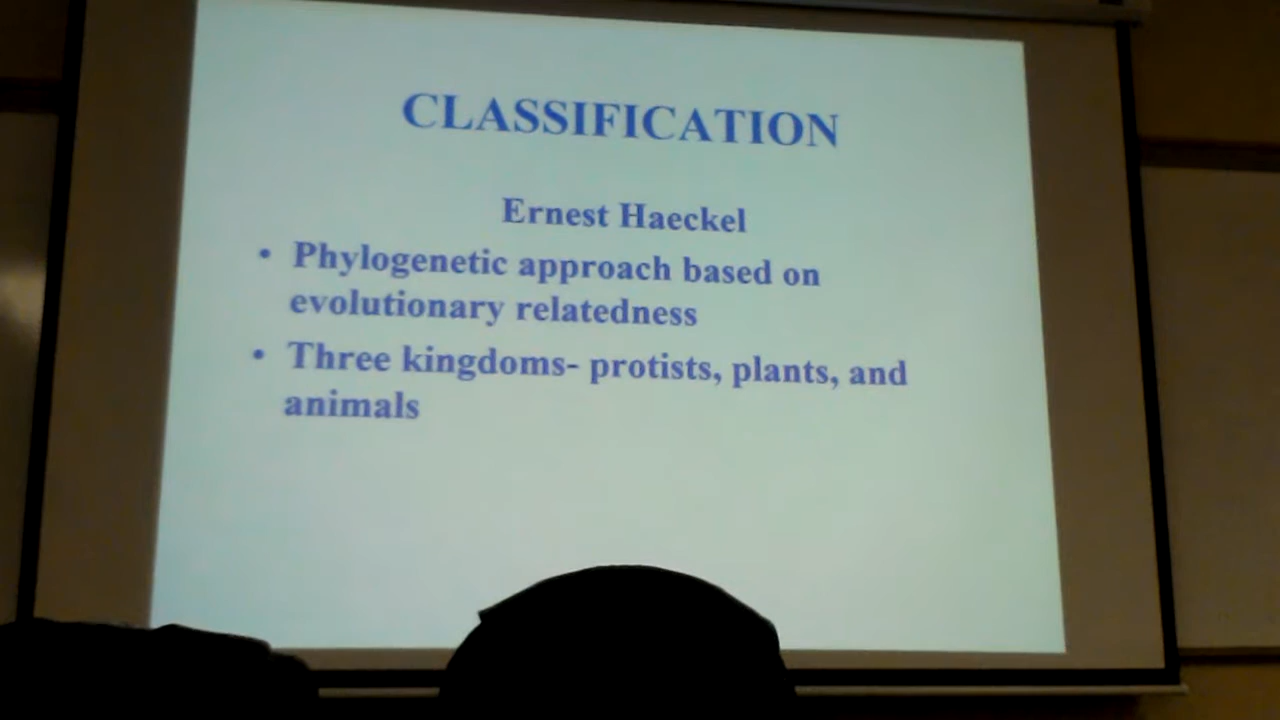 CLASSIFICATION
Ernest Haeckel
• Phylogenetic approach based on
evolutionary relatedness
• Three kingdoms- protists, plants, and
animals